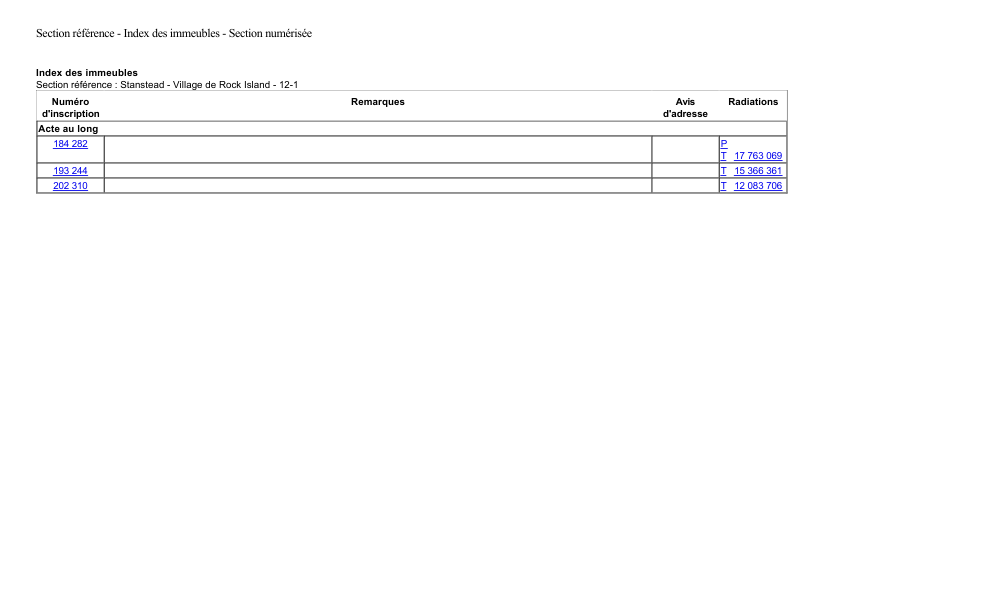 Section référence - Index des immeubles - Section numérisée
Index des immeubles
Section référence : Stanstead - Village de Rock Island - 12-1
Numéro d'inscription Remarques Avis d'adresse Radiations
Acte au long
184 282 P
T 17 763 069
193 244 T 15 366 361
202 310 T 12 083 706